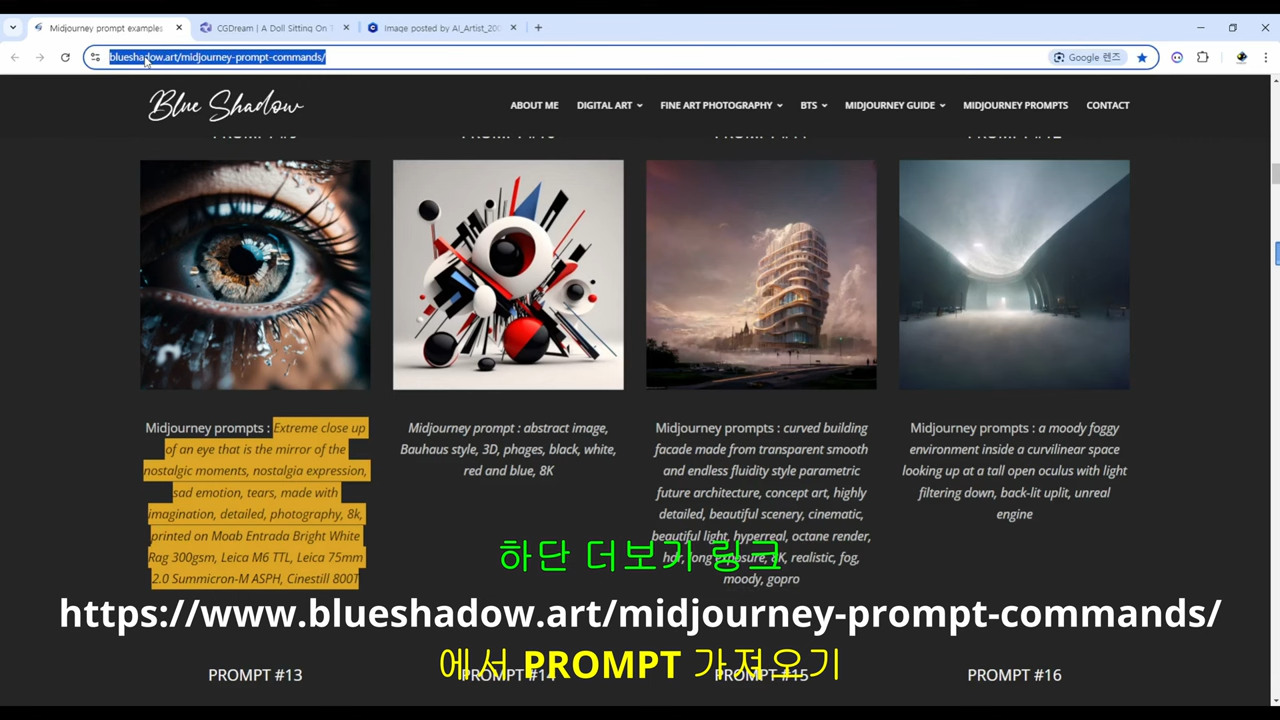 Midjourney prompt examples
CGDream | A Doll Sitting On T
Image posted by AI_Artist_200
blueshadow.art/midjourney-prompt-commands/
Google 렌즈
Blue Shadow
ABOUT ME
DIGITAL ART
FINE ART PHOTOGRAPHY
BTS
MIDJOURNEY GUIDE
MIDJOURNEY PROMPTS
CONTACT
Midjourney prompts : Extreme close up
of an eye that is the mirror of the
nostalgic moments, nostalgia expression,
sad emotion, tears, made with
imagination, detailed, photography, 8k,
printed on Moab Entrada Bright White
Rag 300gsm, Leica M6 TTL, Leica 75mm
2.0 Summicron-M ASPH, Cinestill 800T
Midjourney prompt : abstract image,
Bauhaus style, 3D, phages, black, white,
red and blue, 8K
Midjourney prompts : curved building
facade made from transparent smooth
and endless fluidity style parametric
future architecture, concept art, highly
detailed, beautiful scenery, cinematic,
beautiful light, hyperreal, octane render,
long exposure, 8K, realistic, fog,
moody, gopro
Midjourney prompts : a moody foggy
environment inside a curvilinear space
looking up at a tall open oculus with light
filtering down, back-lit uplit, unreal
engine
하단 더보기 링크
https://www.blueshadow.art/midjourney-prompt-commands/
에서 PROMPT 가져오기
PROMPT #13
PROMPT #14
PROMPT #15
PROMPT #16